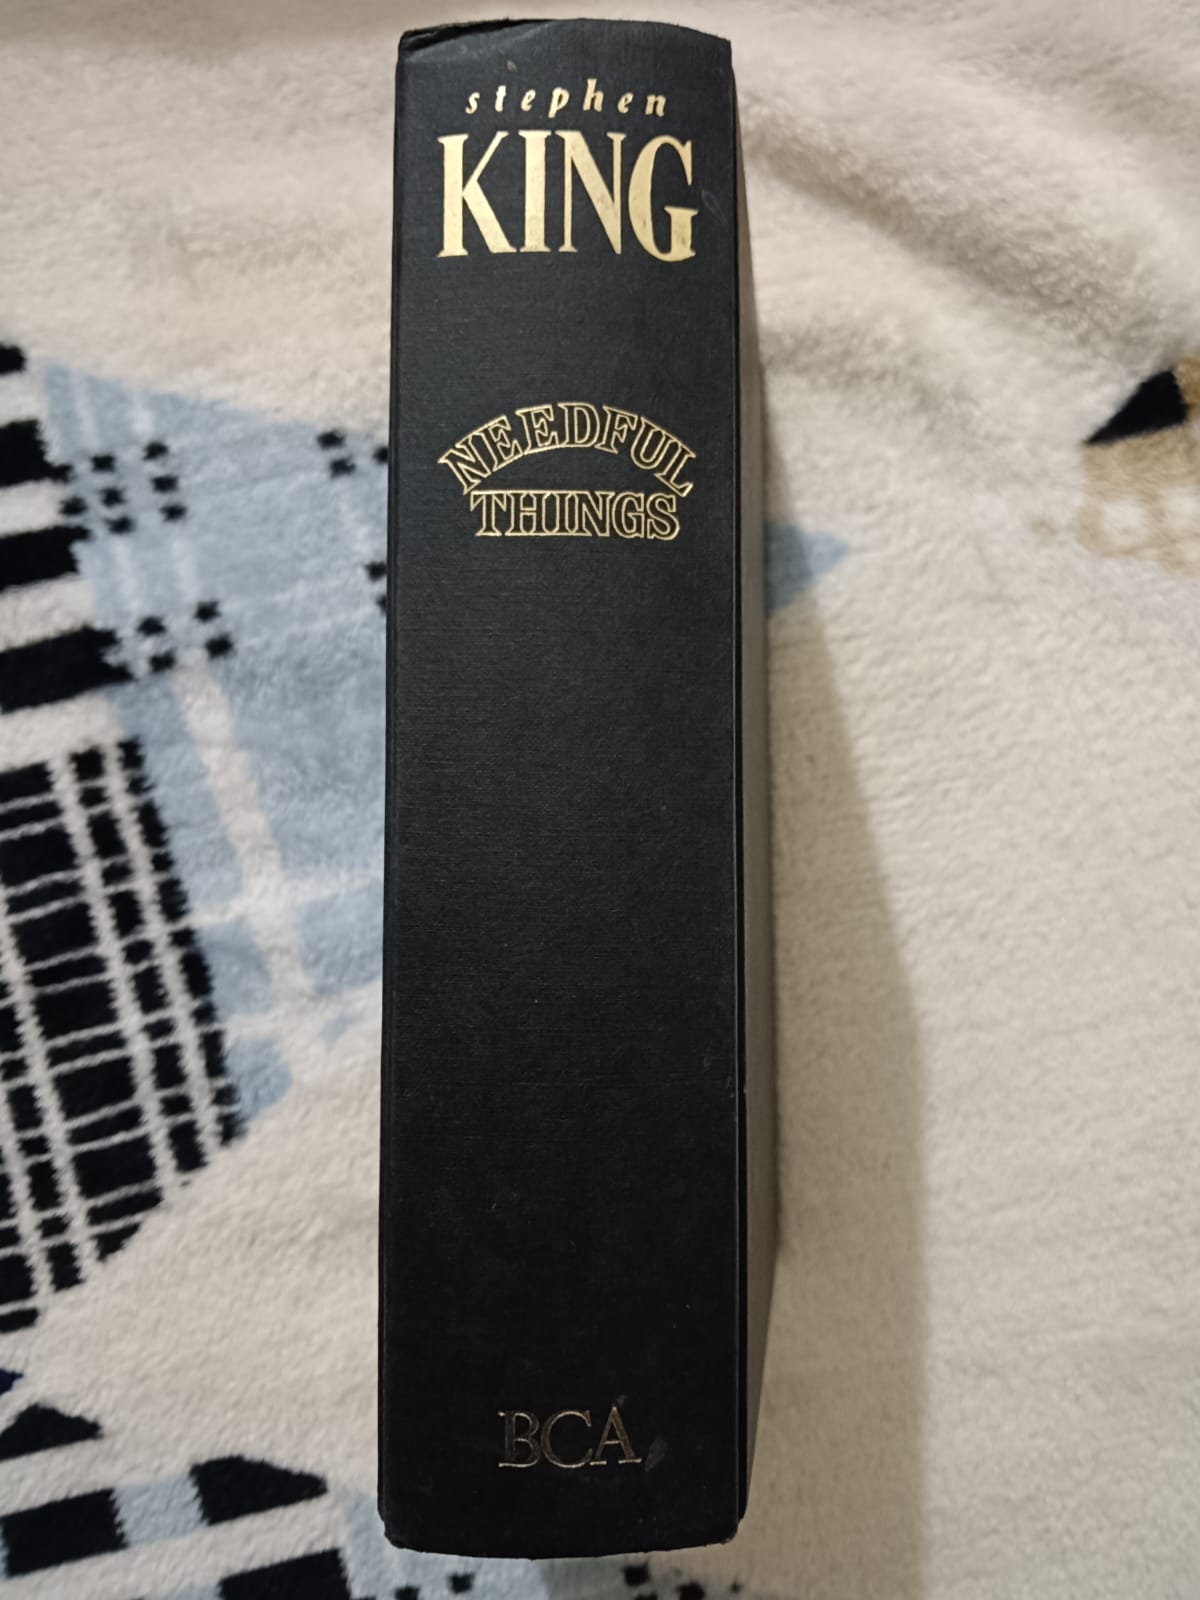 stephen
KING
NEEDFUL
THINGS
BCA